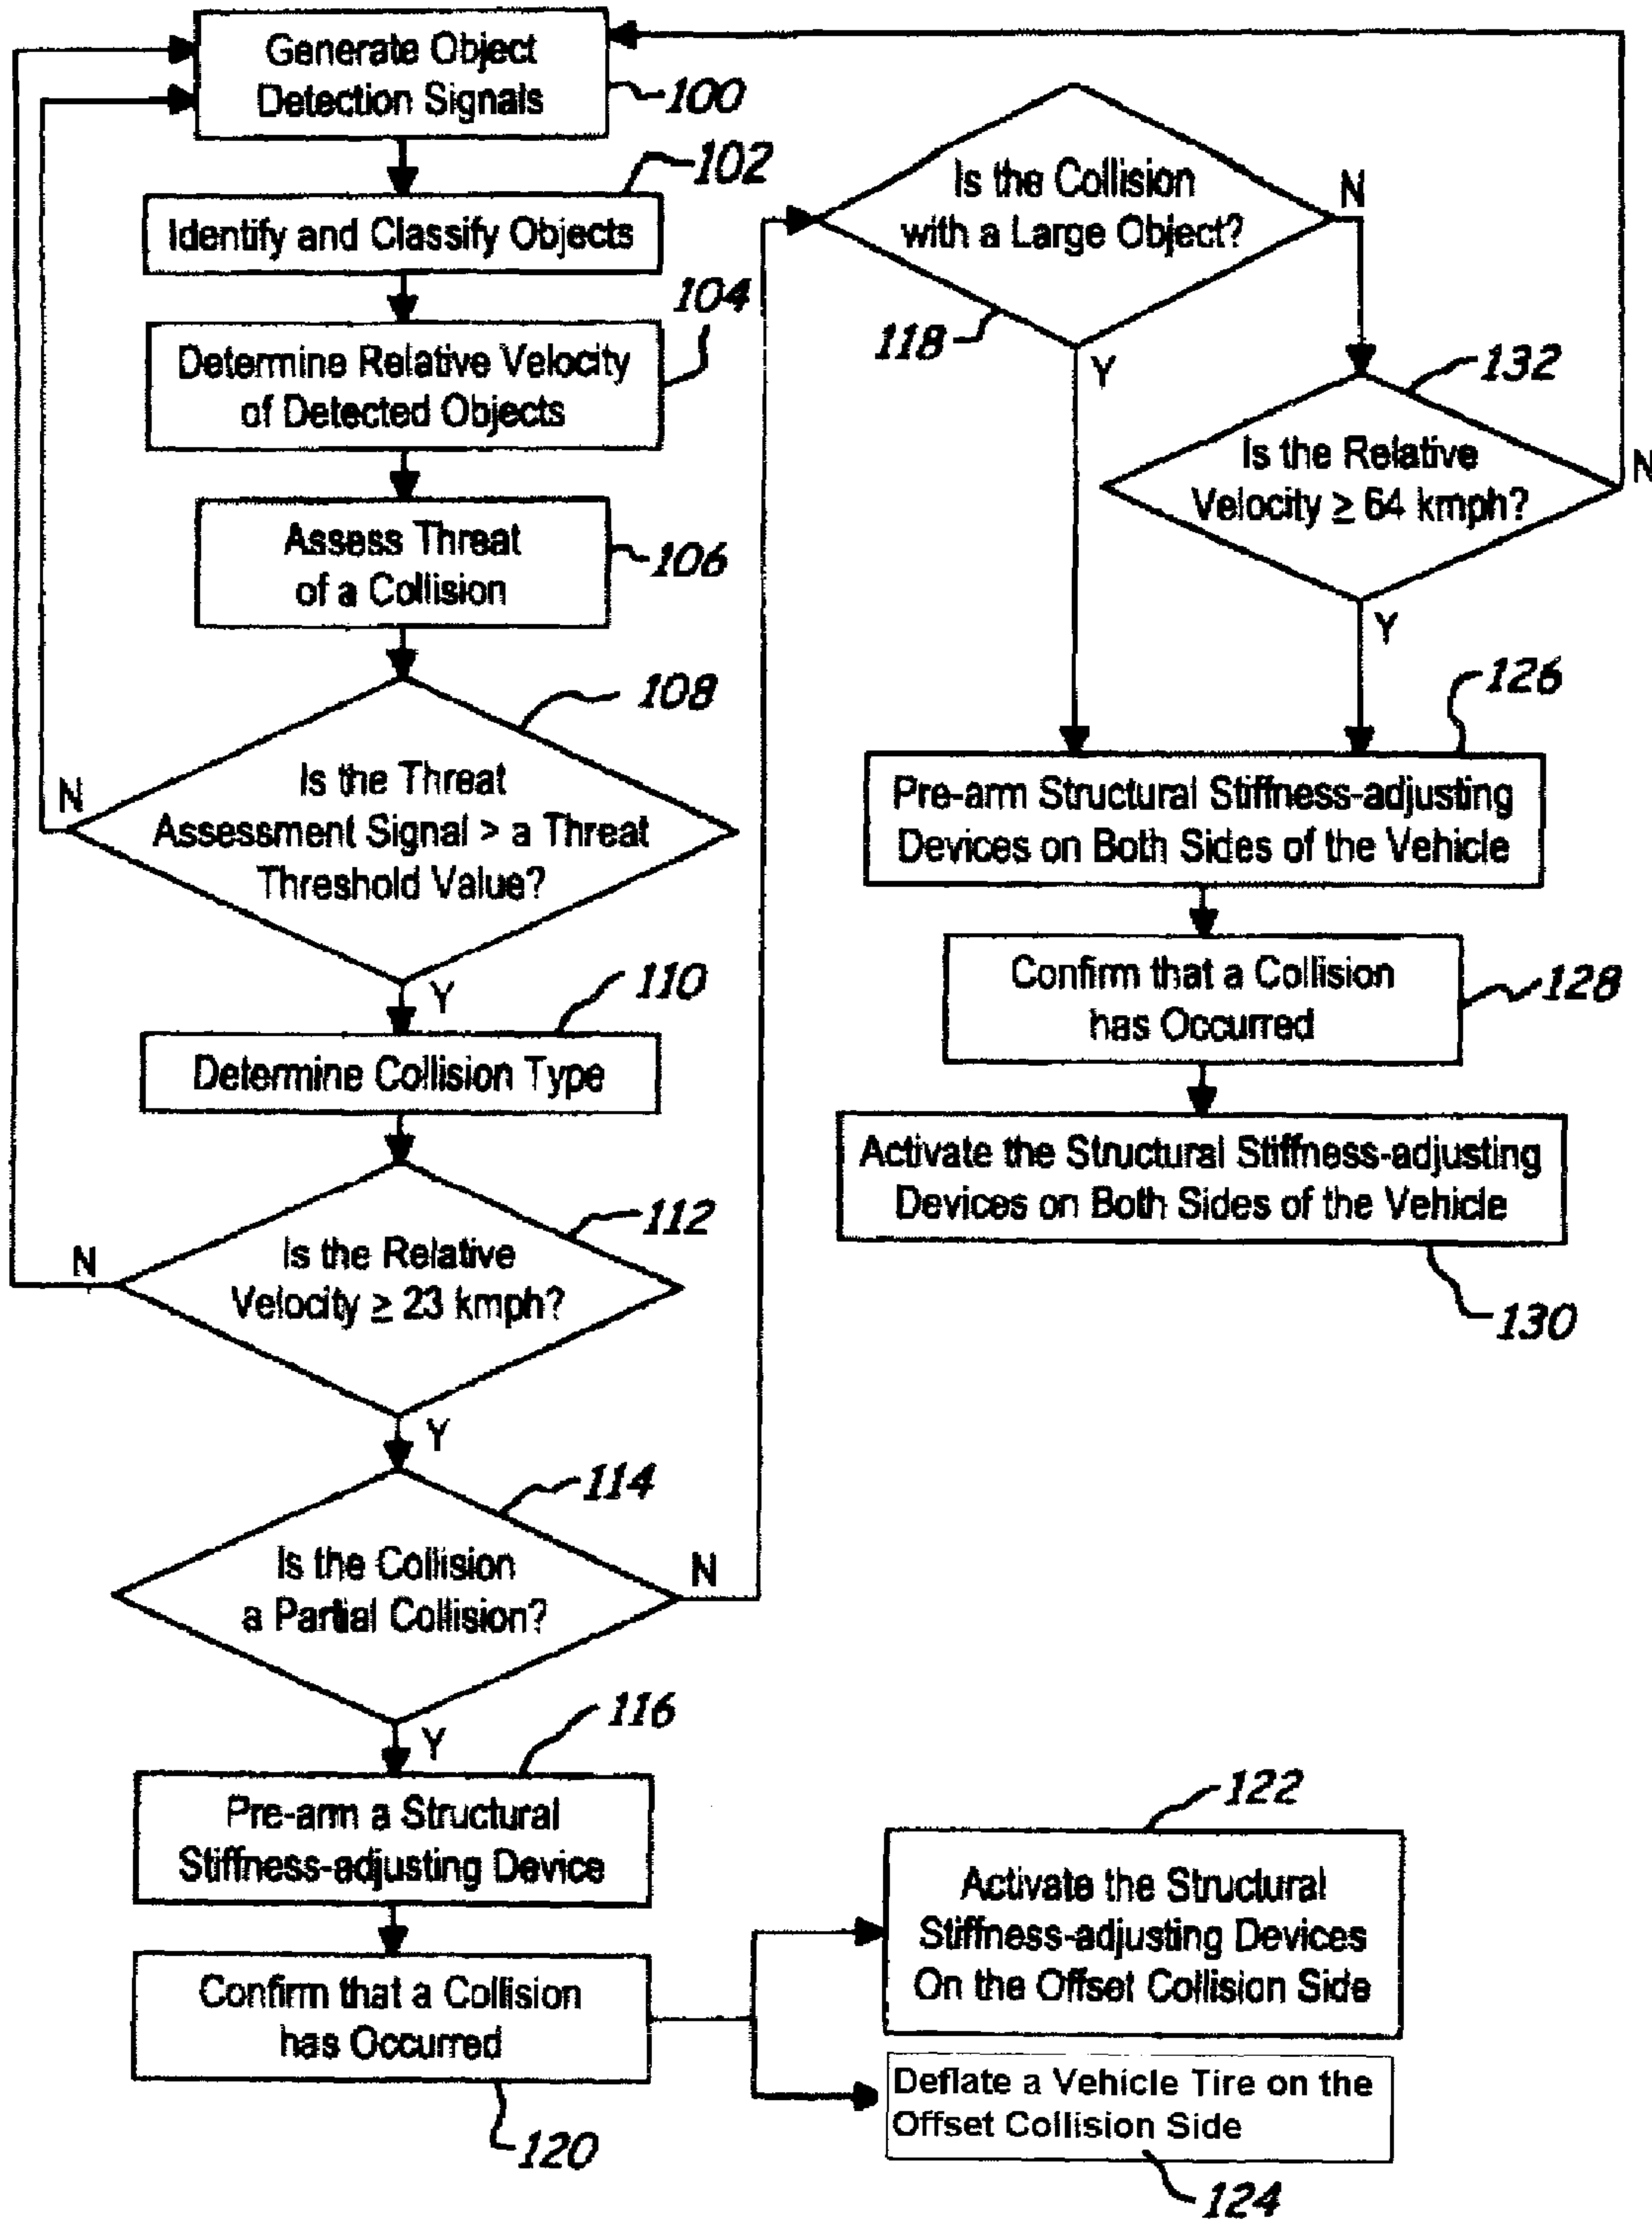 Generate Object
Detection Signals
100
102
Identify and Classify Objects
104
Determine Relative Velocity
of Detected Objects
Assess Threat
of a Collision
106
108
Is the Threat
Assessment Signal > a Threat
Threshold Value?
N
Y
110
Determine Collision Type
112
Is the Relative
Velocity ≥ 23 kmph?
N
Y
114
Is the Collision
a Partial Collision?
N
Y
116
Pre-arm a Structural
Stiffness-adjusting Device
Confirm that a Collision
has Occurred
120
122
Activate the Structural
Stiffness-adjusting Devices
On the Offset Collision Side
Deflate a Vehicle Tire on the
Offset Collision Side
124
Is the Collision
with a Large Object?
N
118
Y
132
Is the Relative
Velocity ≥ 64 kmph?
N
Y
126
Pre-arm Structural Stiffness-adjusting
Devices on Both Sides of the Vehicle
Confirm that a Collision
has Occurred
128
Activate the Structural Stiffness-adjusting
Devices on Both Sides of the Vehicle
130